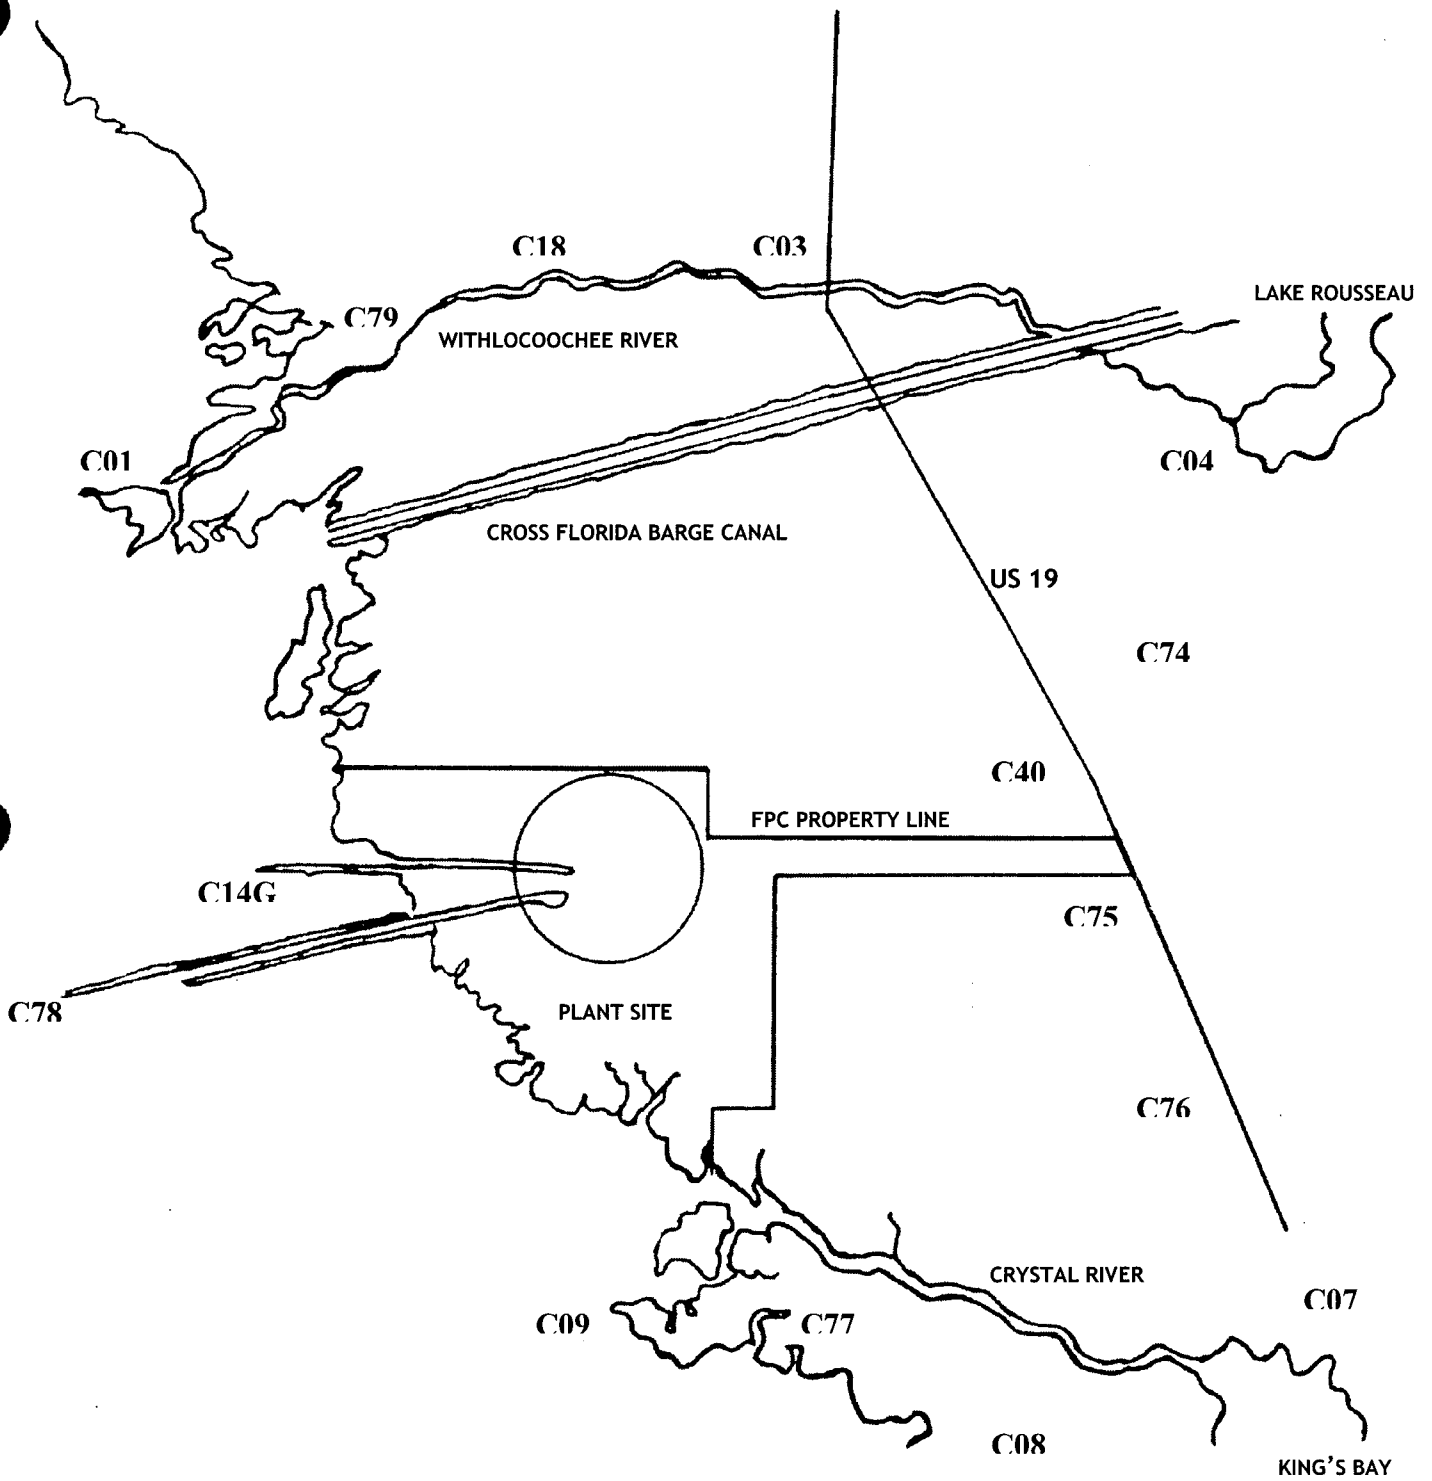 C18
C03
LAKE ROUSSEAU
C79
WITHLOCOOCHEE RIVER
C01
C04
CROSS FLORIDA BARGE CANAL
US 19
C74
C40
FPC PROPERTY LINE
C14G
C75
C78
PLANT SITE
C76
CRYSTAL RIVER
C07
C09
C77
C08
KING'S BAY